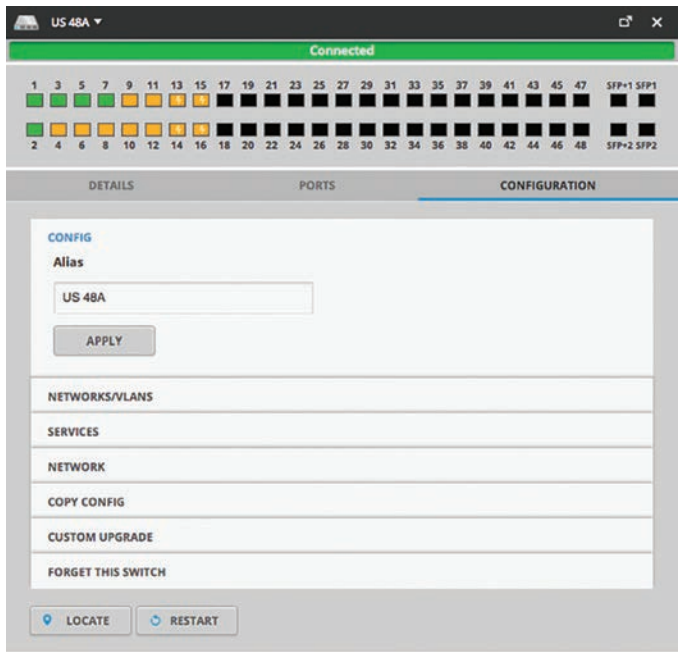 US 48A
Connected
1 3 5 7 9 11 13 15 17 19 21 23 25 27 29 31 33 35 37 39 41 43 45 47 SFP+1 SFP1
2 4 6 8 10 12 14 16 18 20 22 24 26 28 30 32 34 36 38 40 42 44 46 48 SFP+2 SFP2
DETAILS PORTS CONFIGURATION
CONFIG
Alias
US 48A
APPLY
NETWORKS/VLANS
SERVICES
NETWORK
COPY CONFIG
CUSTOM UPGRADE
FORGET THIS SWITCH
LOCATE RESTART